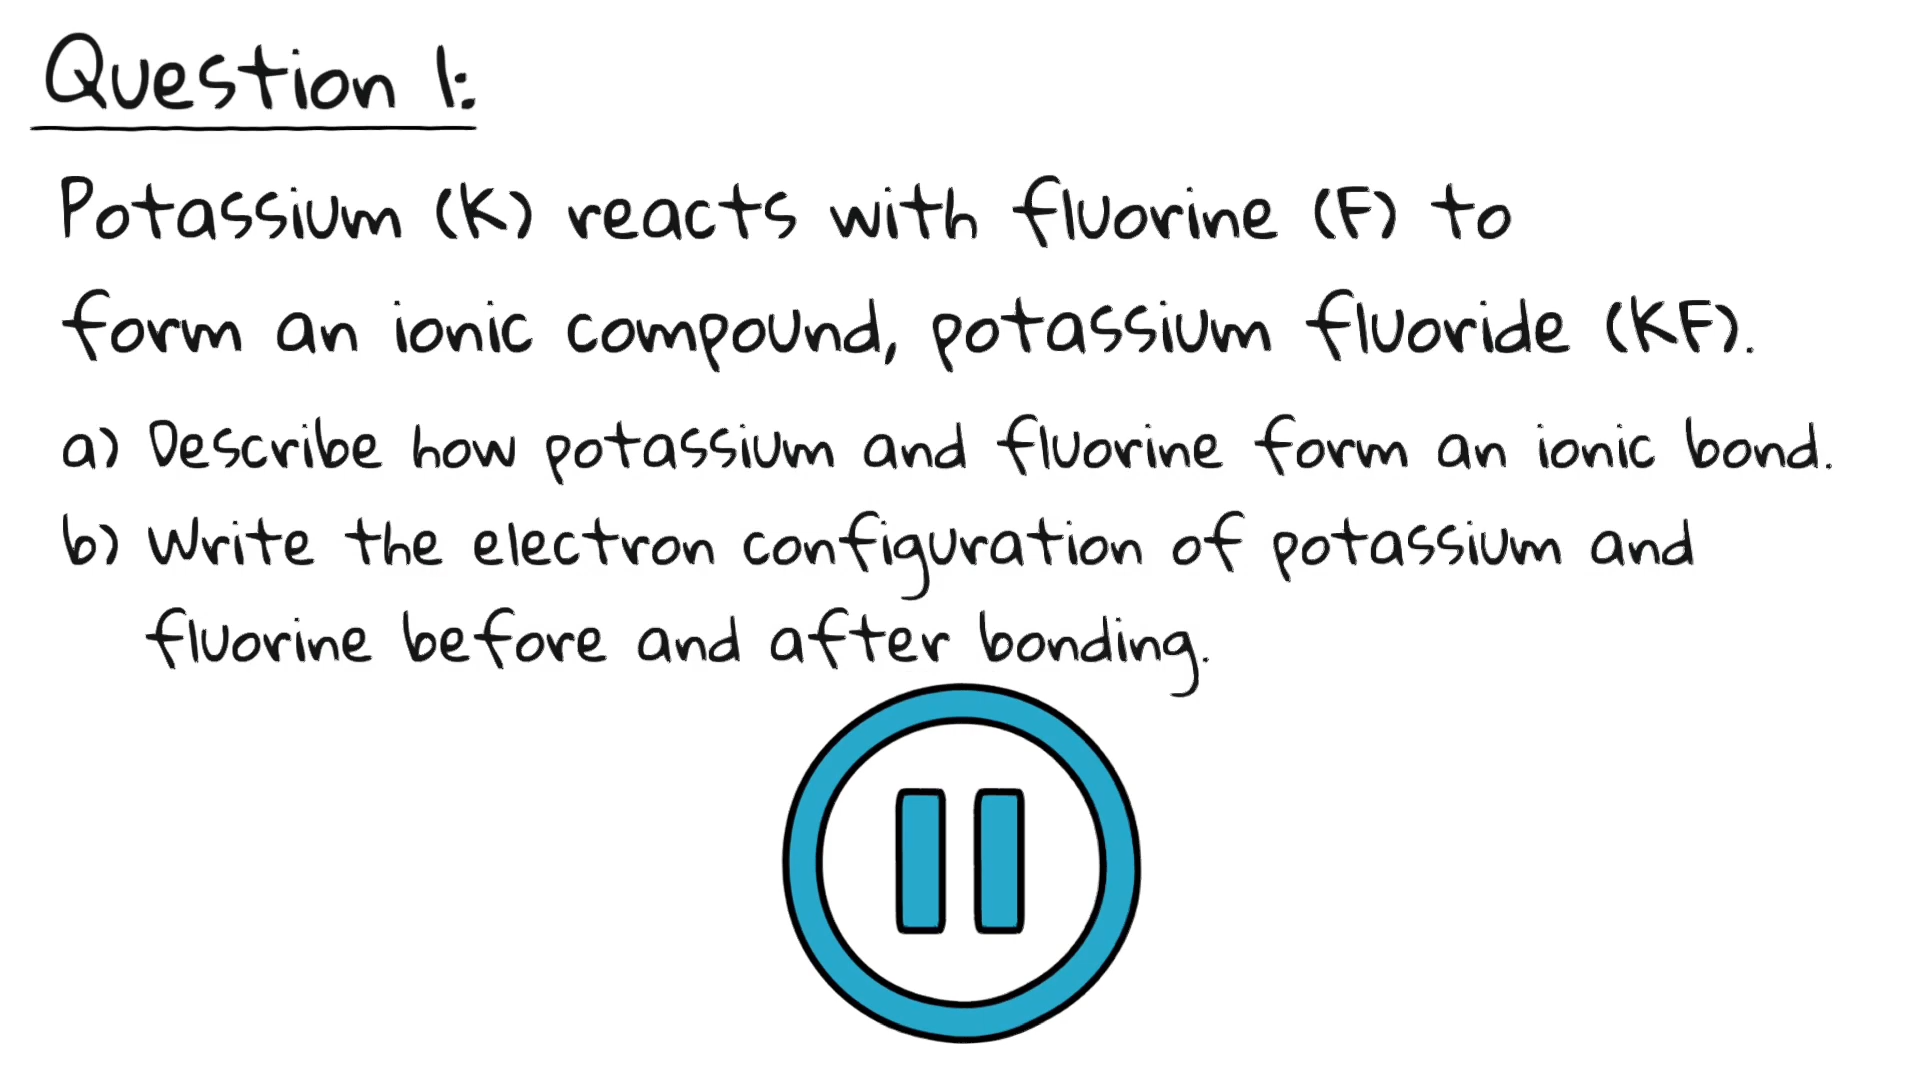 Question 1:
Potassium (K) reacts with fluorine (F) to
form an ionic compound, potassium fluoride (KF).
a) Describe how potassium and fluorine form an ionic bond.
b) Write the electron configuration of potassium and
fluorine before and after bonding.